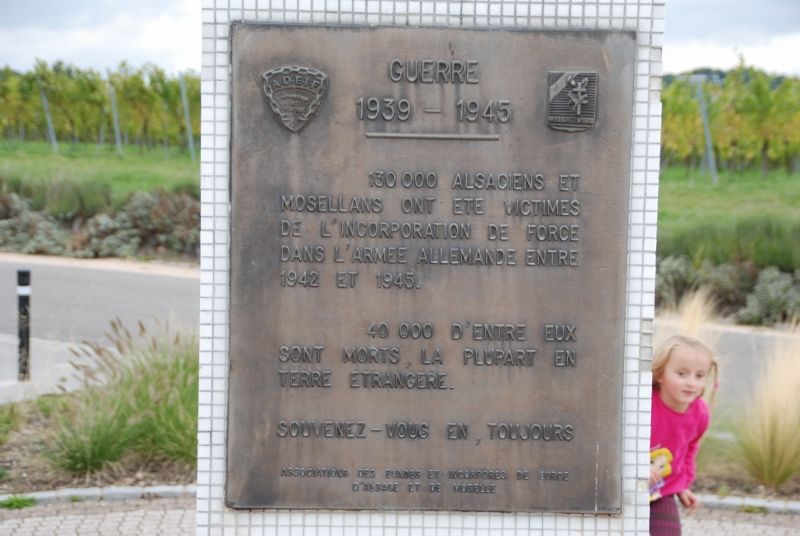 A.D.E.I.F.
GUERRE
1939 – 1945
130 000 ALSACIENS ET
MOSELLANS ONT ETE VICTIMES
DE L'INCORPORATION DE FORCE
DANS L'ARMEE ALLEMANDE ENTRE
1942 ET 1945.
40 000 D'ENTRE EUX
SONT MORTS, LA PLUPART EN
TERRE ETRANGERE.
SOUVENEZ-VOUS EN, TOUJOURS
ASSOCIATIONS DES EVADES ET INCORPORES DE FORCE
D'ALSACE ET DE MOSELLE